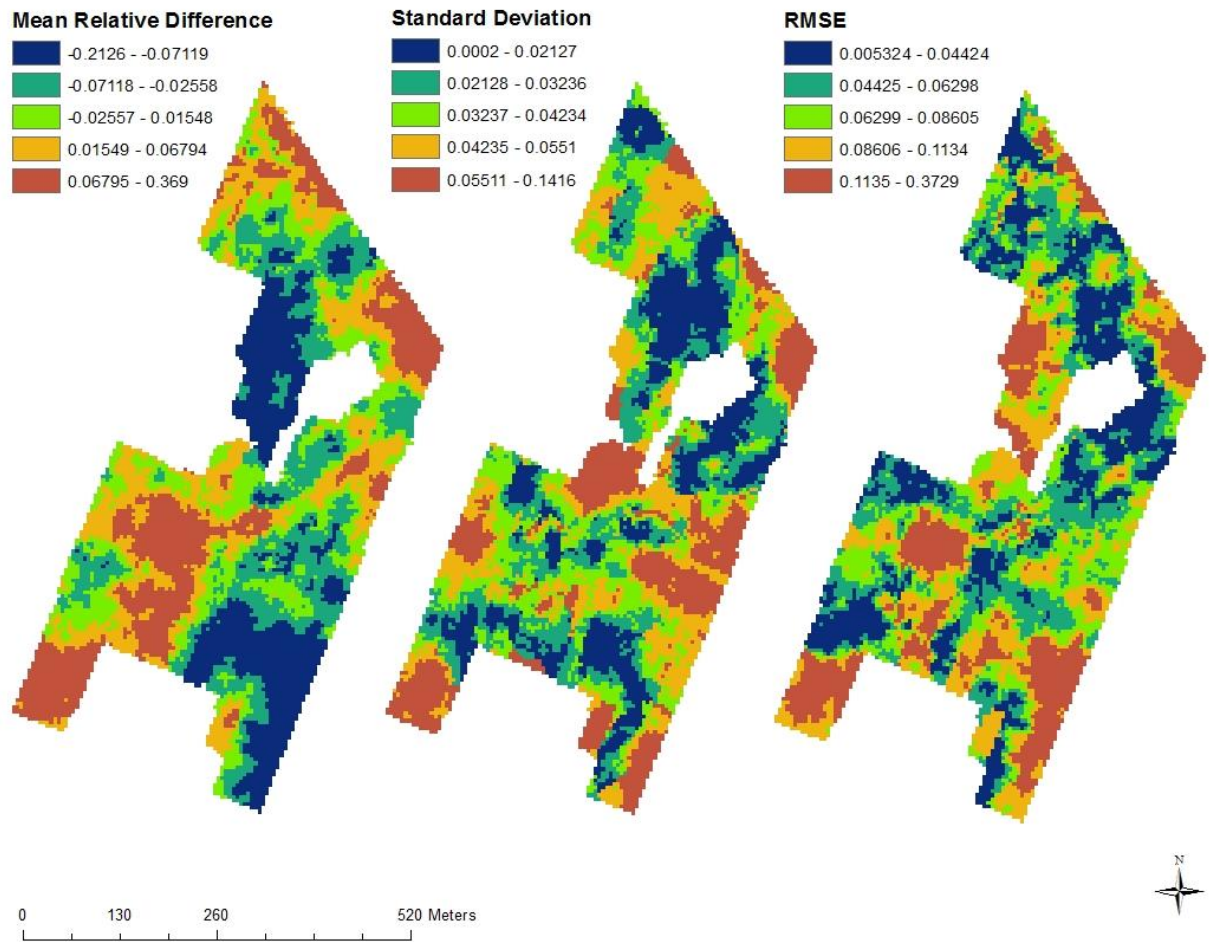 Mean Relative Difference
-0.2126 - -0.07119
-0.07118 - -0.02558
-0.02557 - 0.01548
0.01549 - 0.06794
0.06795 - 0.369
Standard Deviation
0.0002 - 0.02127
0.02128 - 0.03236
0.03237 - 0.04234
0.04235 - 0.0551
0.05511 - 0.1416
RMSE
0.005324 - 0.04424
0.04425 - 0.06298
0.06299 - 0.08605
0.08606 - 0.1134
0.1135 - 0.3729
N
0 130 260 520 Meters